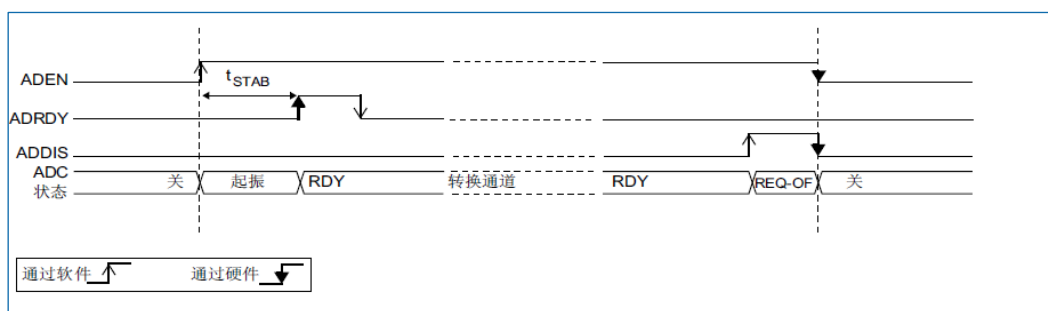 ADEN
tSTAB
ADRDY
ADDIS
ADC
状态
关 起振 RDY 转换通道 RDY REQ-OF 关
通过软件 通过硬件